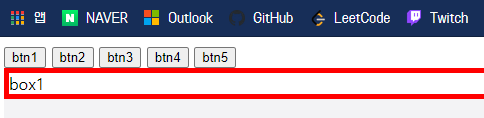 앱 NAVER Outlook GitHub LeetCode Twitch
btn1 btn2 btn3 btn4 btn5
box1